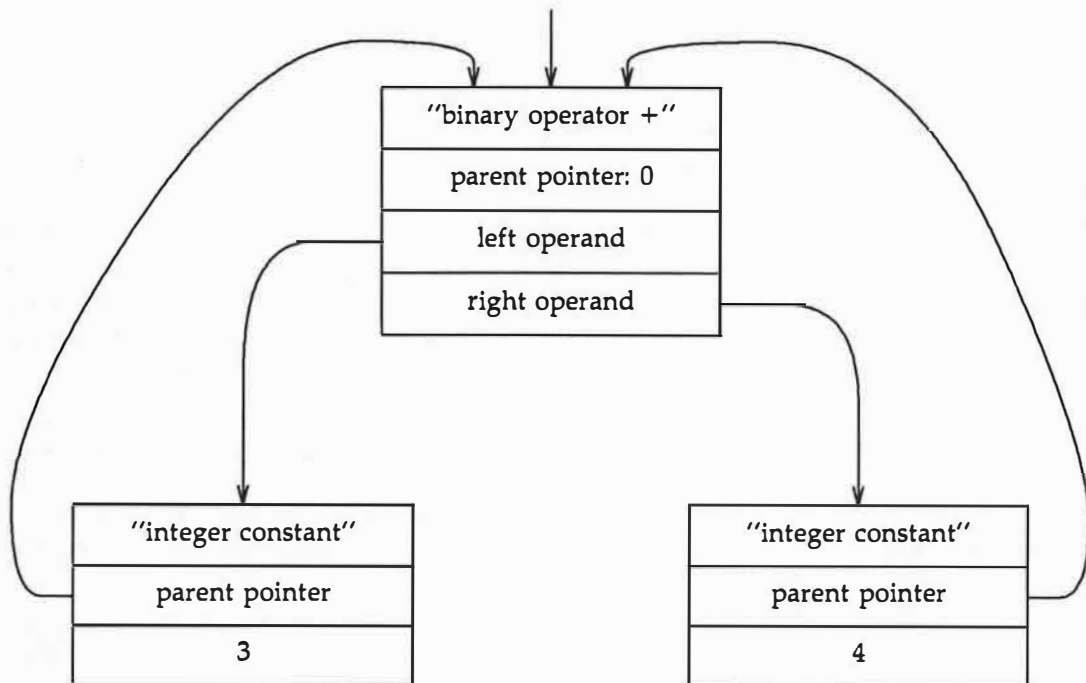 "binary operator +"
parent pointer: 0
left operand
right operand
"integer constant"
parent pointer
3
"integer constant"
parent pointer
4